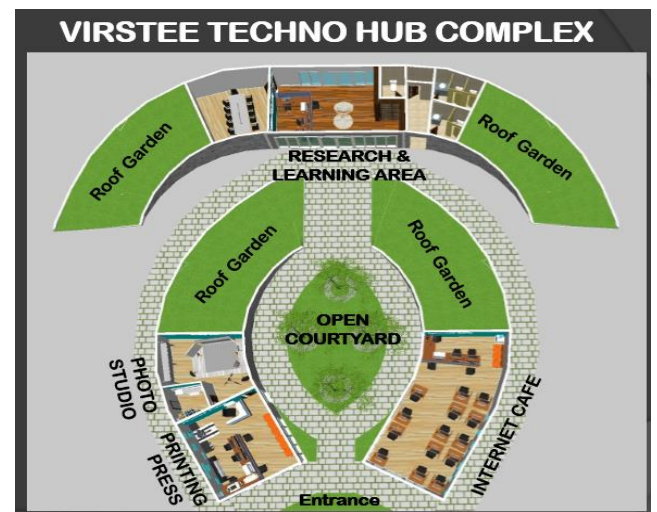 VIRSTEE TECHNO HUB COMPLEX
Roof Garden
Roof Garden
RESEARCH &
LEARNING AREA
Roof Garden
Roof Garden
OPEN
COURTYARD
PHOTO
STUDIO
PRINTING
PRESS
INTERNET CAFE
Entrance